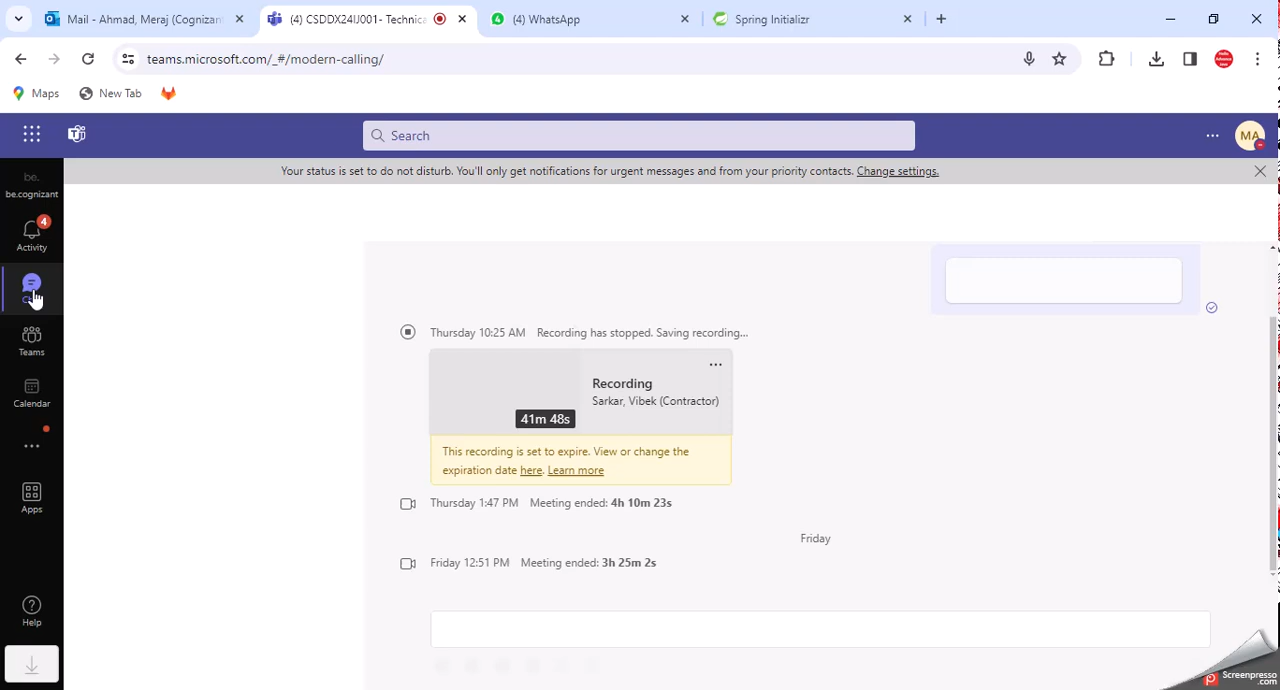 Mail - Ahmad, Meraj (Cognizan
(4) CSDDX24IJ001- Technica
(4) WhatsApp
Spring Initializr
teams.microsoft.com/_#/modern-calling/
Maps
New Tab
Search
MA
Your status is set to do not disturb. You'll only get notifications for urgent messages and from your priority contacts. Change settings.
be.
be.cognizant
4
Activity
Teams
Calendar
Apps
Help
Thursday 10:25 AM Recording has stopped. Saving recording...
Recording
Sarkar, Vibek (Contractor)
41m 48s
This recording is set to expire. View or change the
expiration date here. Learn more
Thursday 1:47 PM Meeting ended: 4h 10m 23s
Friday
Friday 12:51 PM Meeting ended: 3h 25m 2s
Screenpresso
.com